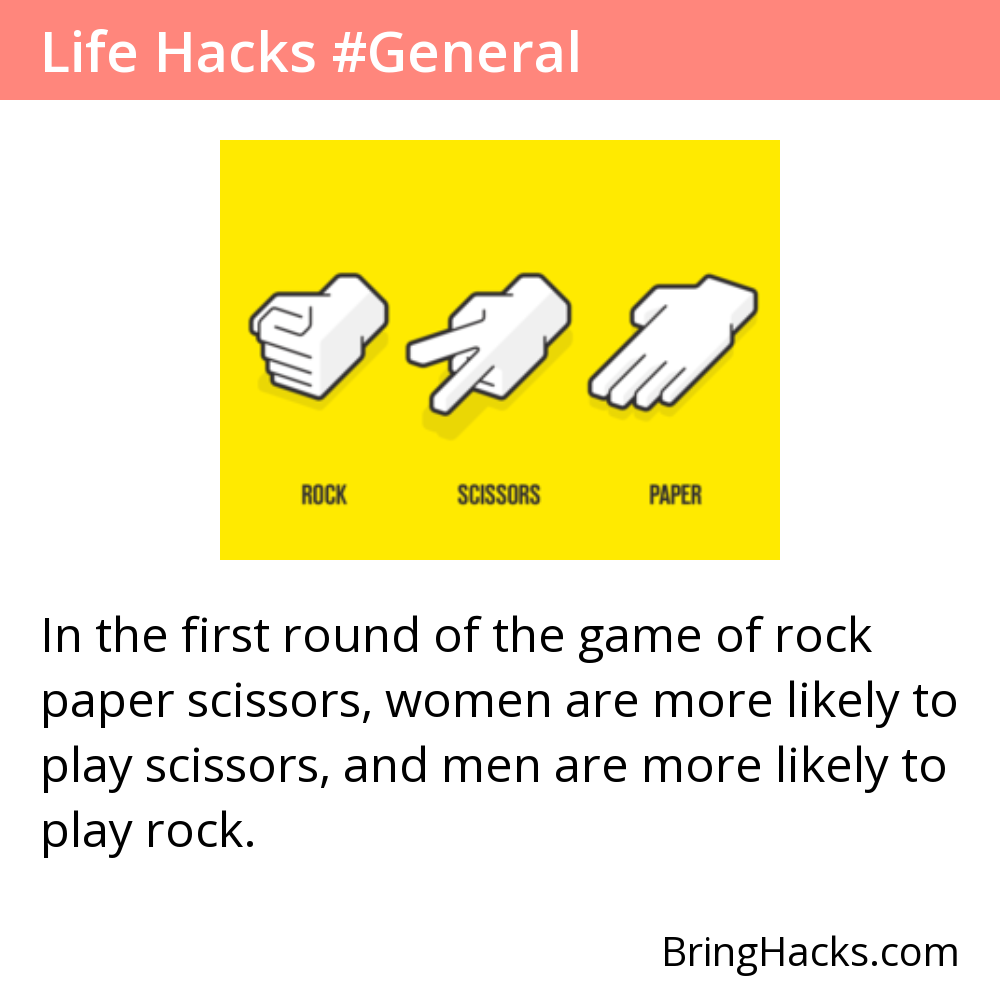 Life Hacks #General
ROCK SCISSORS PAPER
In the first round of the game of rock
paper scissors, women are more likely to
play scissors, and men are more likely to
play rock.
BringHacks.com